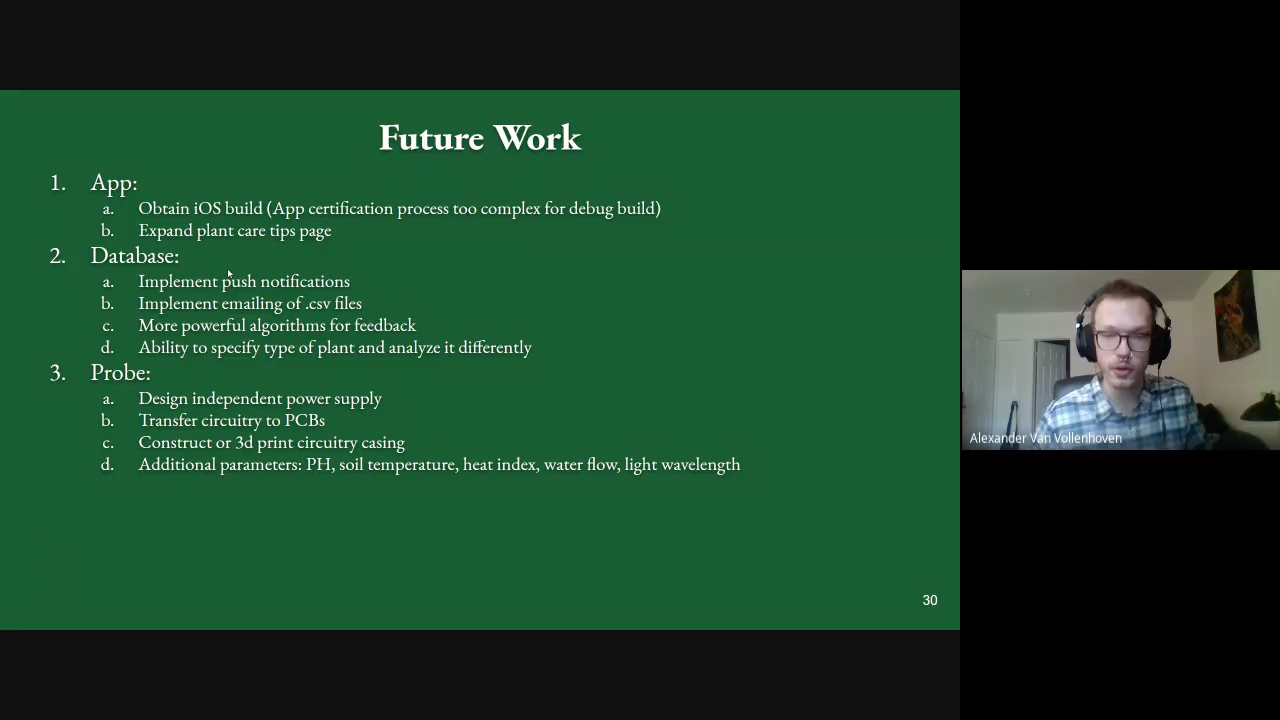 Future Work
1. App:
a. Obtain iOS build (App certification process too complex for debug build)
b. Expand plant care tips page
2. Database:
a. Implement push notifications
b. Implement emailing of .csv files
c. More powerful algorithms for feedback
d. Ability to specify type of plant and analyze it differently
3. Probe:
a. Design independent power supply
b. Transfer circuitry to PCBs
c. Construct or 3d print circuitry casing
d. Additional parameters: PH, soil temperature, heat index, water flow, light wavelength
30
Alexander Van Vollenhoven